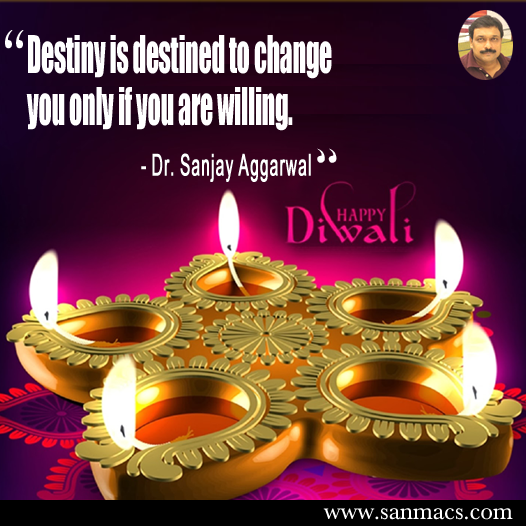 “Destiny is destined to change
you only if you are willing.
- Dr. Sanjay Aggarwal”
HAPPY
Diwali
www.sanmacs.com